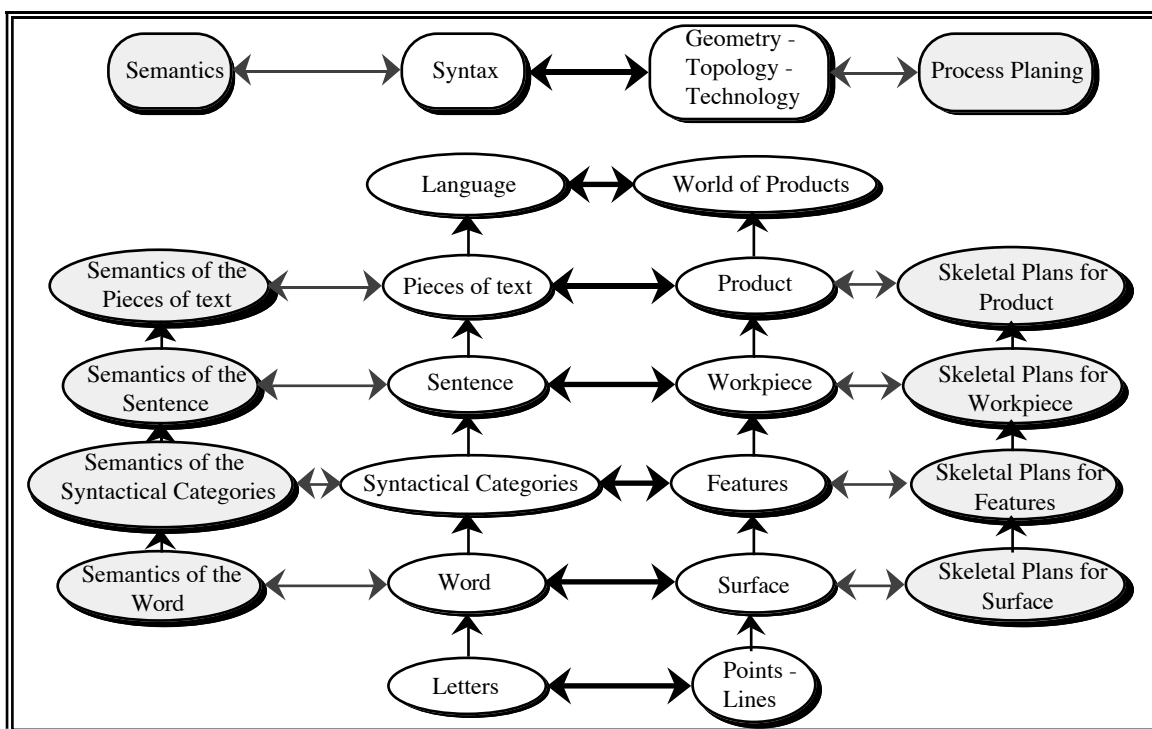 Semantics
Syntax
Geometry -
Topology -
Technology
Process Planing
Language
World of Products
Semantics of the
Pieces of text
Pieces of text
Product
Skeletal Plans for
Product
Semantics of the
Sentence
Sentence
Workpiece
Skeletal Plans for
Workpiece
Semantics of the
Syntactical Categories
Syntactical Categories
Features
Skeletal Plans for
Features
Semantics of the
Word
Word
Surface
Skeletal Plans for
Surface
Letters
Points -
Lines